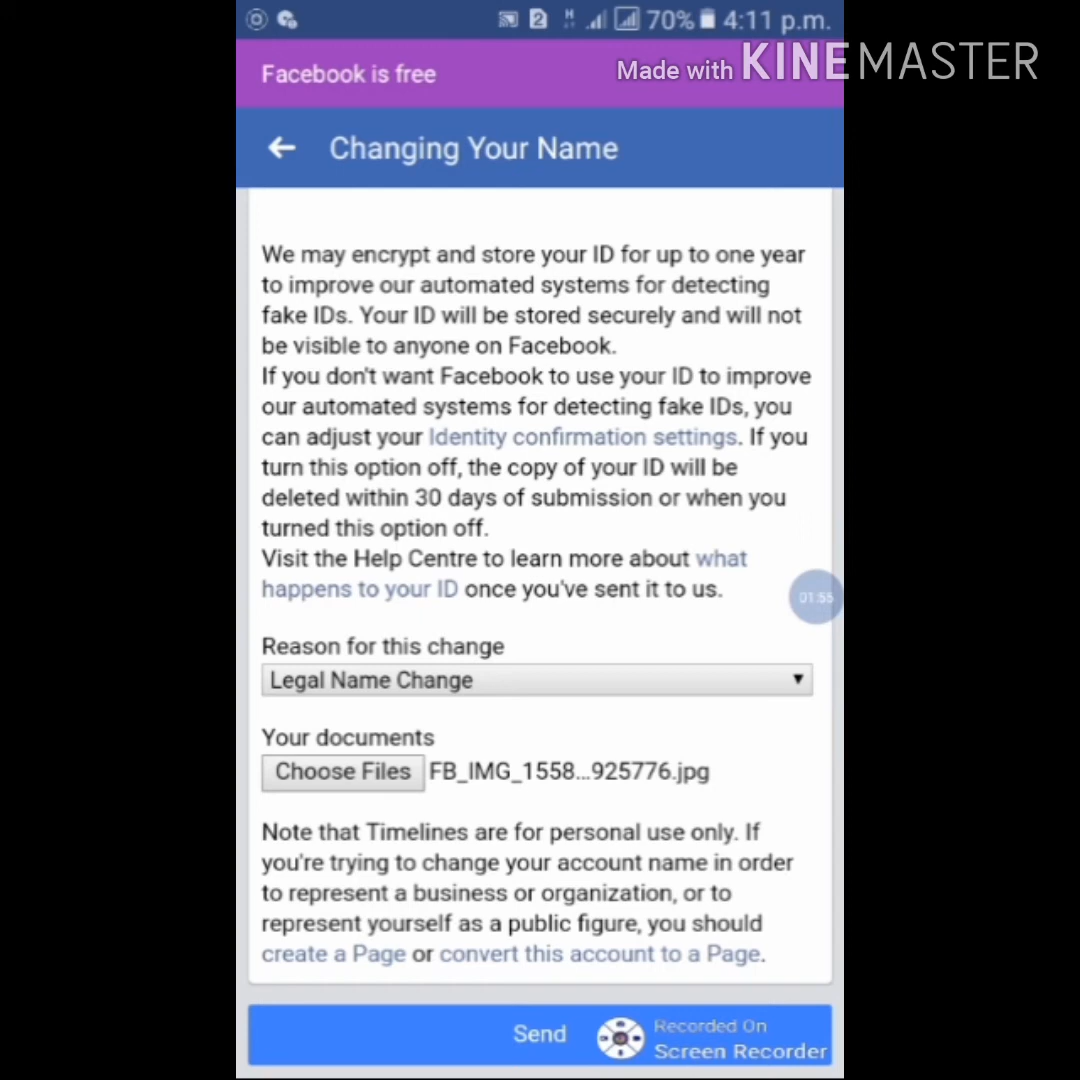 70% 4:11 p.m.
Facebook is free
Made with KINEMASTER
Changing Your Name
We may encrypt and store your ID for up to one year
to improve our automated systems for detecting
fake IDs. Your ID will be stored securely and will not
be visible to anyone on Facebook.
If you don't want Facebook to use your ID to improve
our automated systems for detecting fake IDs, you
can adjust your Identity confirmation settings. If you
turn this option off, the copy of your ID will be
deleted within 30 days of submission or when you
turned this option off.
Visit the Help Centre to learn more about what
happens to your ID once you've sent it to us.
01:55
Reason for this change
Legal Name Change
Your documents
Choose Files FB_IMG_1558...925776.jpg
Note that Timelines are for personal use only. If
you're trying to change your account name in order
to represent a business or organization, or to
represent yourself as a public figure, you should
create a Page or convert this account to a Page.
Send
Recorded On
Screen Recorder